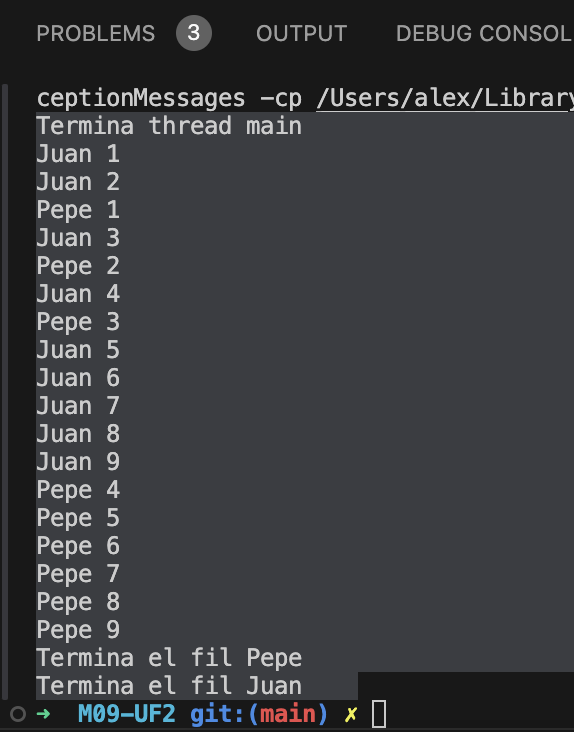 PROBLEMS 3 OUTPUT DEBUG CONSOL
ceptionMessages -cp /Users/alex/Library
Termina thread main
Juan 1
Juan 2
Pepe 1
Juan 3
Pepe 2
Juan 4
Pepe 3
Juan 5
Juan 6
Juan 7
Juan 8
Juan 9
Pepe 4
Pepe 5
Pepe 6
Pepe 7
Pepe 8
Pepe 9
Termina el fil Pepe
Termina el fil Juan
➜ M09-UF2 git:(main) ✗